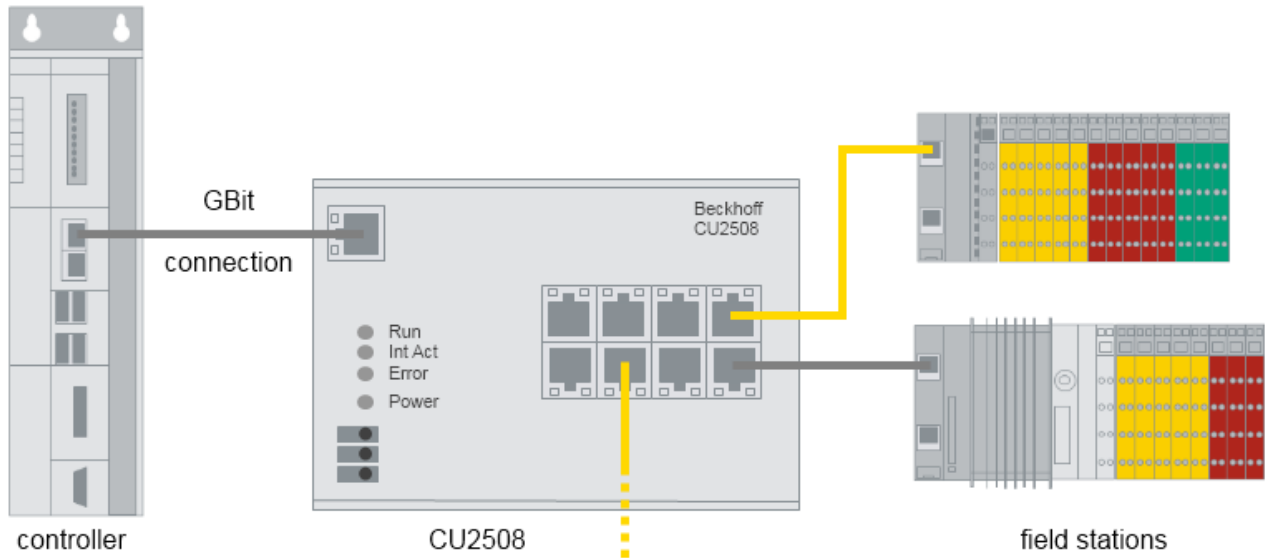 GBit
connection
Beckhoff
CU2508
Run
Int Act
Error
Power
controller
CU2508
field stations